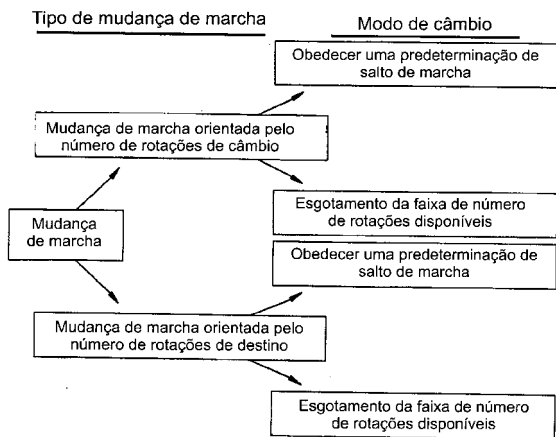 Tipo de mudança de marcha
Modo de câmbio
Obedecer uma predeterminação de
salto de marcha
Mudança de marcha orientada pelo
número de rotações de câmbio
Esgotamento da faixa de número
de rotações disponíveis
Mudança
de marcha
Obedecer uma predeterminação de
salto de marcha
Mudança de marcha orientada pelo
número de rotações de destino
Esgotamento da faixa de número
de rotações disponíveis